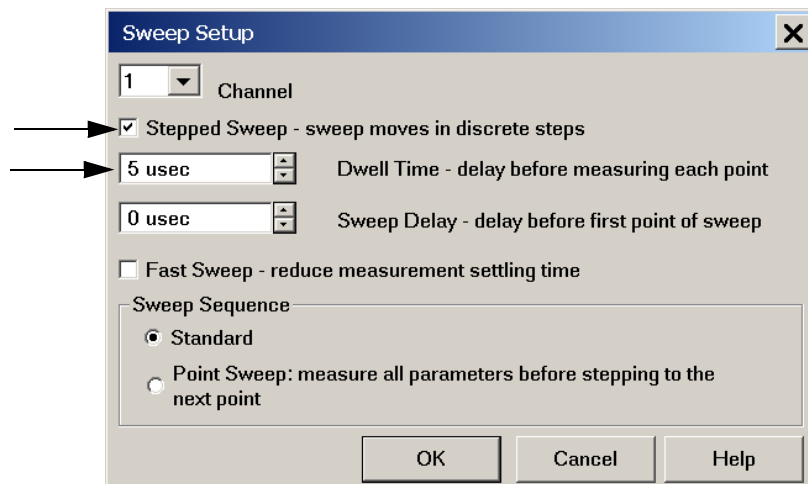 Sweep Setup
1
Channel
Stepped Sweep - sweep moves in discrete steps
5 usec
Dwell Time - delay before measuring each point
0 usec
Sweep Delay - delay before first point of sweep
Fast Sweep - reduce measurement settling time
Sweep Sequence
Standard
Point Sweep: measure all parameters before stepping to the
next point
OK
Cancel
Help